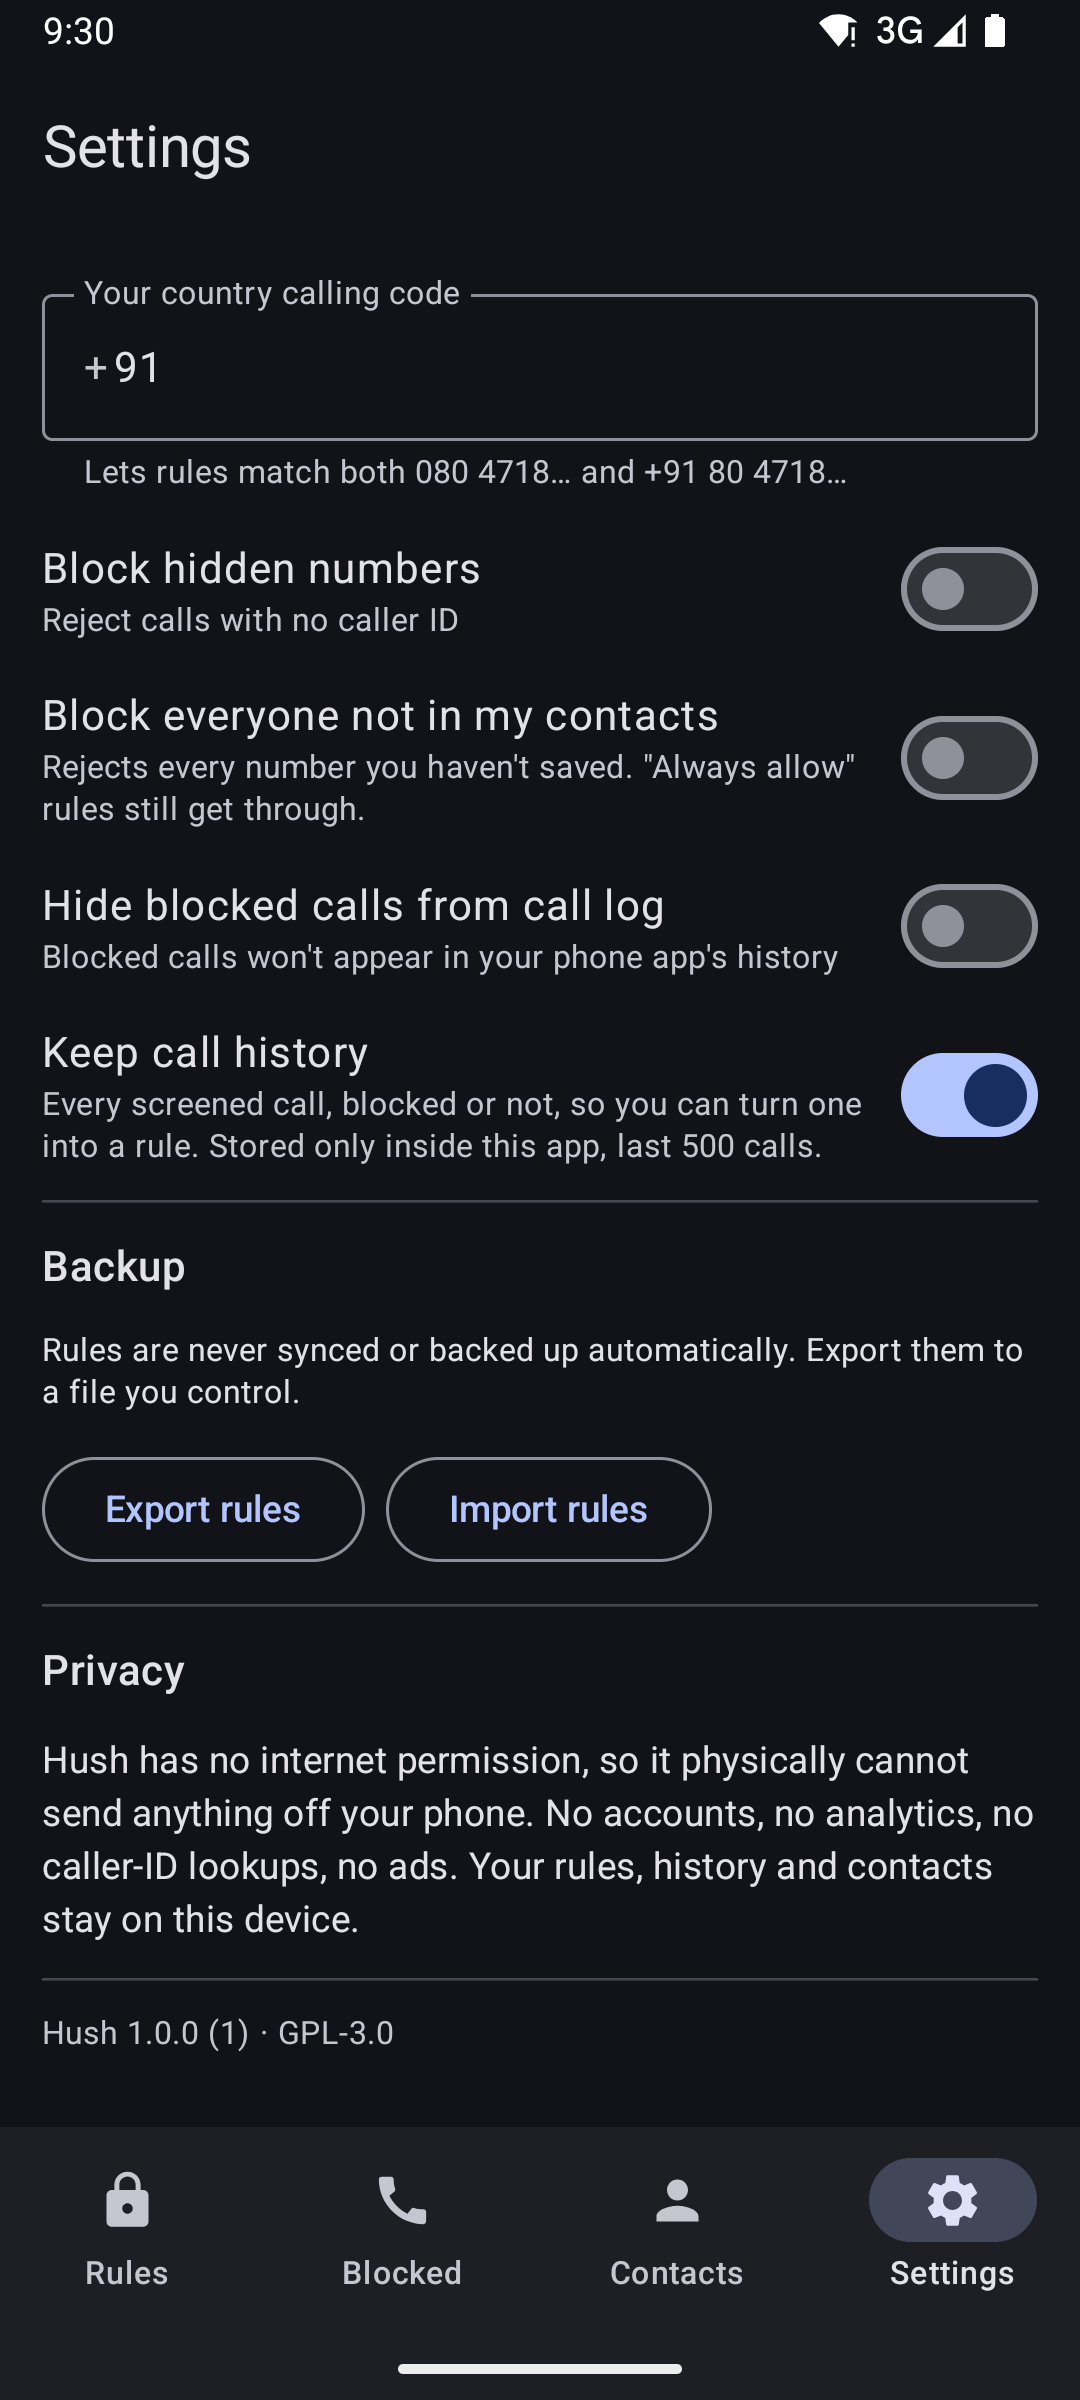 9:30
3G
Settings
Your country calling code
+91
Lets rules match both 080 4718… and +91 80 4718…
Block hidden numbers
Reject calls with no caller ID
Block everyone not in my contacts
Rejects every number you haven't saved. "Always allow"
rules still get through.
Hide blocked calls from call log
Blocked calls won't appear in your phone app's history
Keep call history
Every screened call, blocked or not, so you can turn one
into a rule. Stored only inside this app, last 500 calls.
Backup
Rules are never synced or backed up automatically. Export them to
a file you control.
Export rules
Import rules
Privacy
Hush has no internet permission, so it physically cannot
send anything off your phone. No accounts, no analytics, no
caller-ID lookups, no ads. Your rules, history and contacts
stay on this device.
Hush 1.0.0 (1) · GPL-3.0
Rules
Blocked
Contacts
Settings